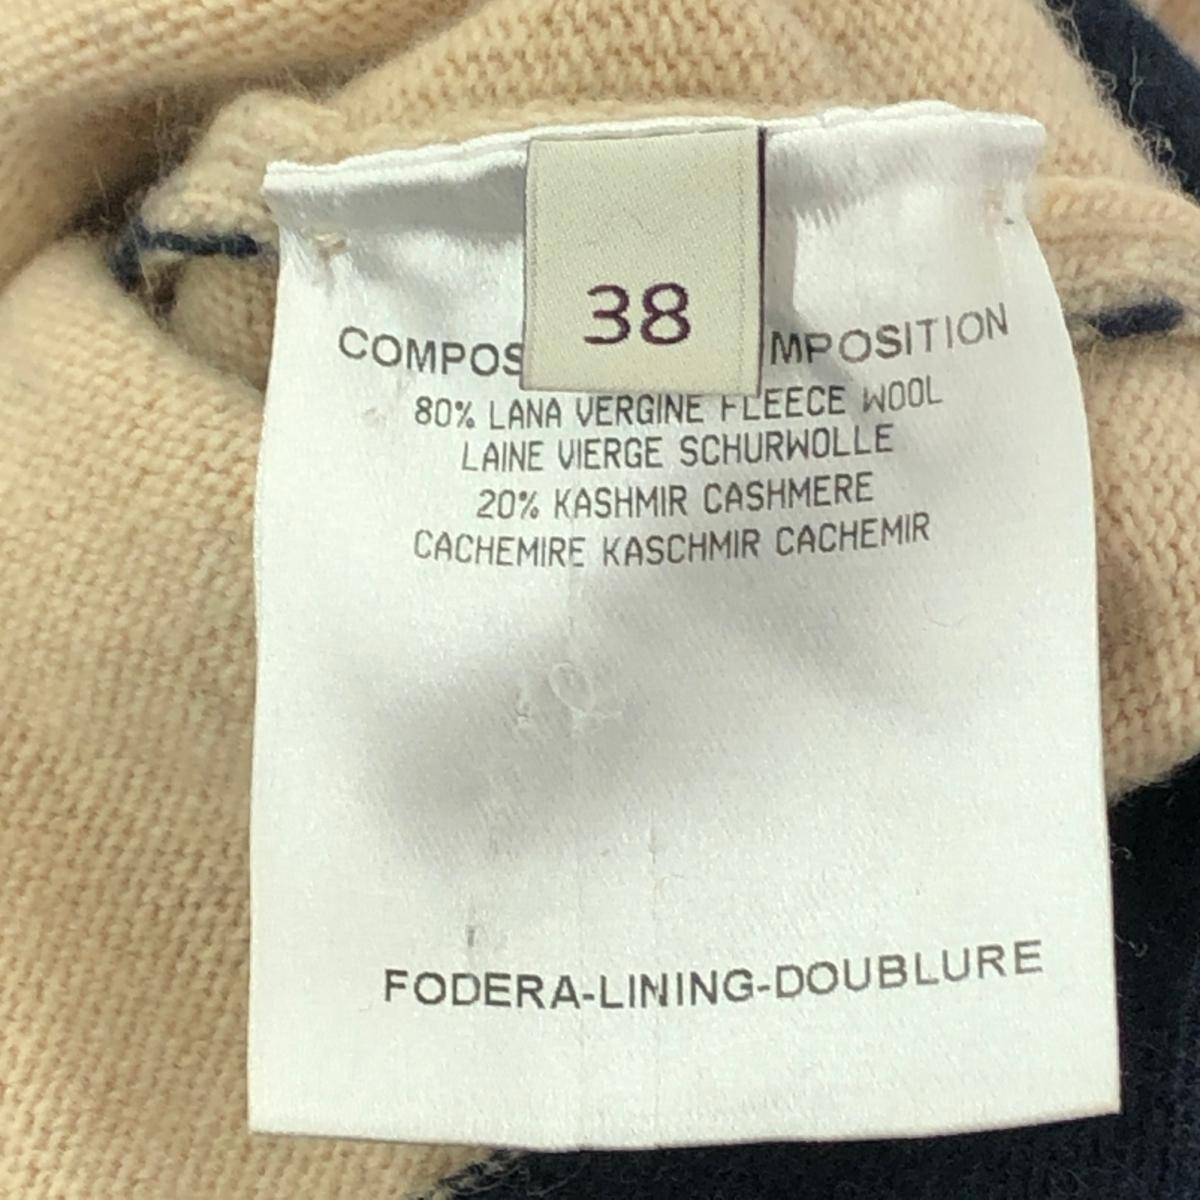 38
COMPOS MPOSITION
80% LANA VERGINE FLEECE WOOL
LAINE VIERGE SCHURWOLLE
20% KASHMIR CASHMERE
CACHEMIRE KASCHMIR CACHEMIR
FODERA-LINING-DOUBLURE